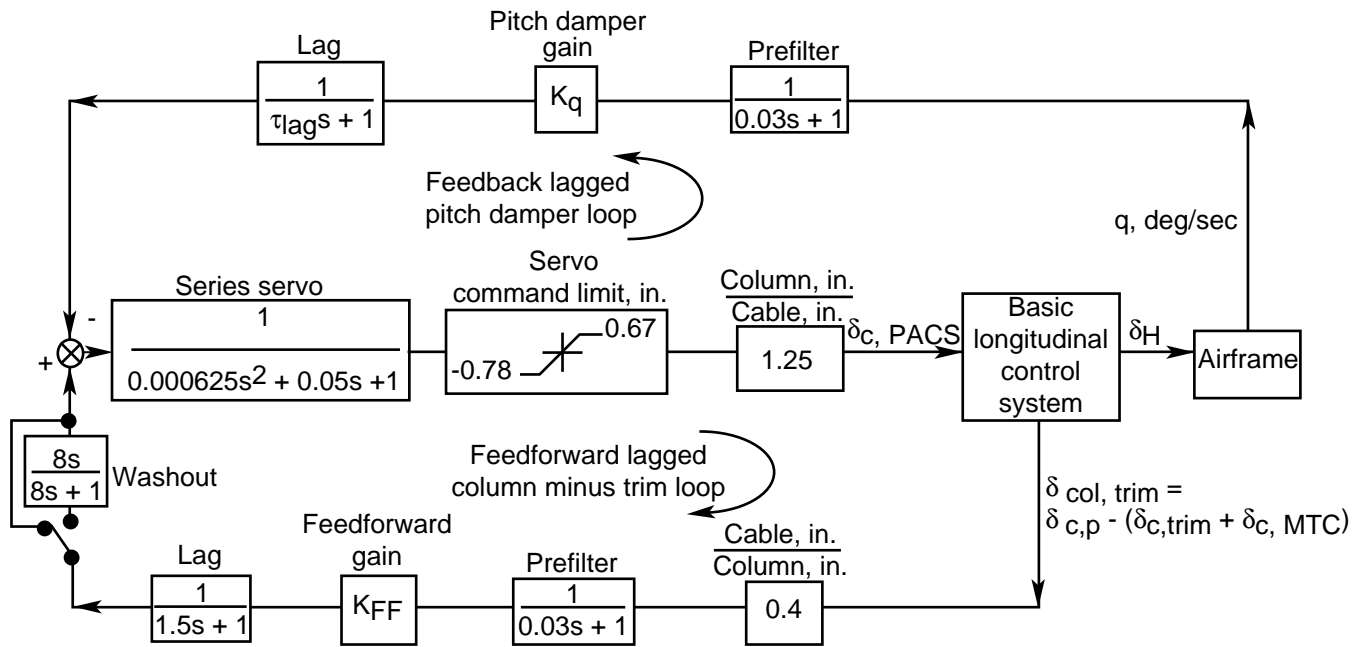 Pitch damper
gain
Lag
Prefilter
1
τlags + 1
Kq
1
0.03s + 1
Feedback lagged
pitch damper loop
q, deg/sec
Series servo
Servo
command limit, in.
Column, in.
Cable, in.
-
+
1
0.000625s2 + 0.05s +1
0.67
-0.78
1.25
δc, PACS
Basic
longitudinal
control
system
δH
Airframe
8s
8s + 1
Washout
Feedforward lagged
column minus trim loop
δ col, trim =
δ c,p - (δc,trim + δc, MTC)
Feedforward
gain
Lag
Prefilter
Cable, in.
Column, in.
1
1.5s + 1
KFF
1
0.03s + 1
0.4